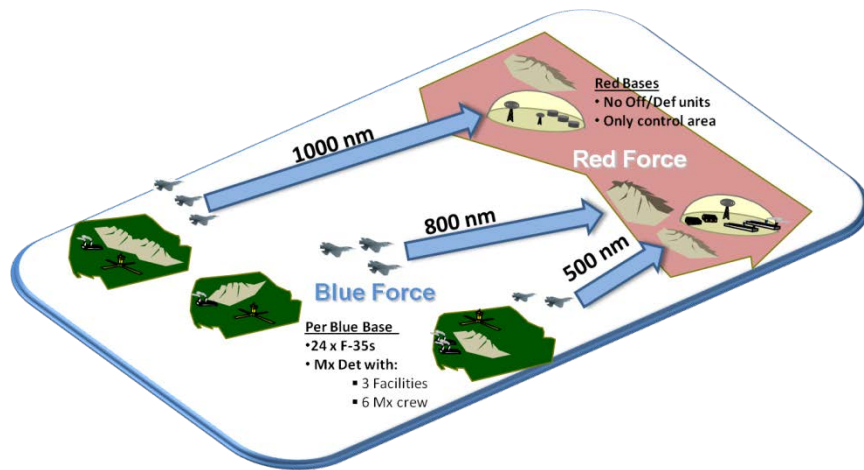 Red Bases
• No Off/Def units
• Only control area
1000 nm
Red Force
800 nm
500 nm
Blue Force
Per Blue Base
•24 x F-35s
• Mx Det with:
▪ 3 Facilities
▪ 6 Mx crew